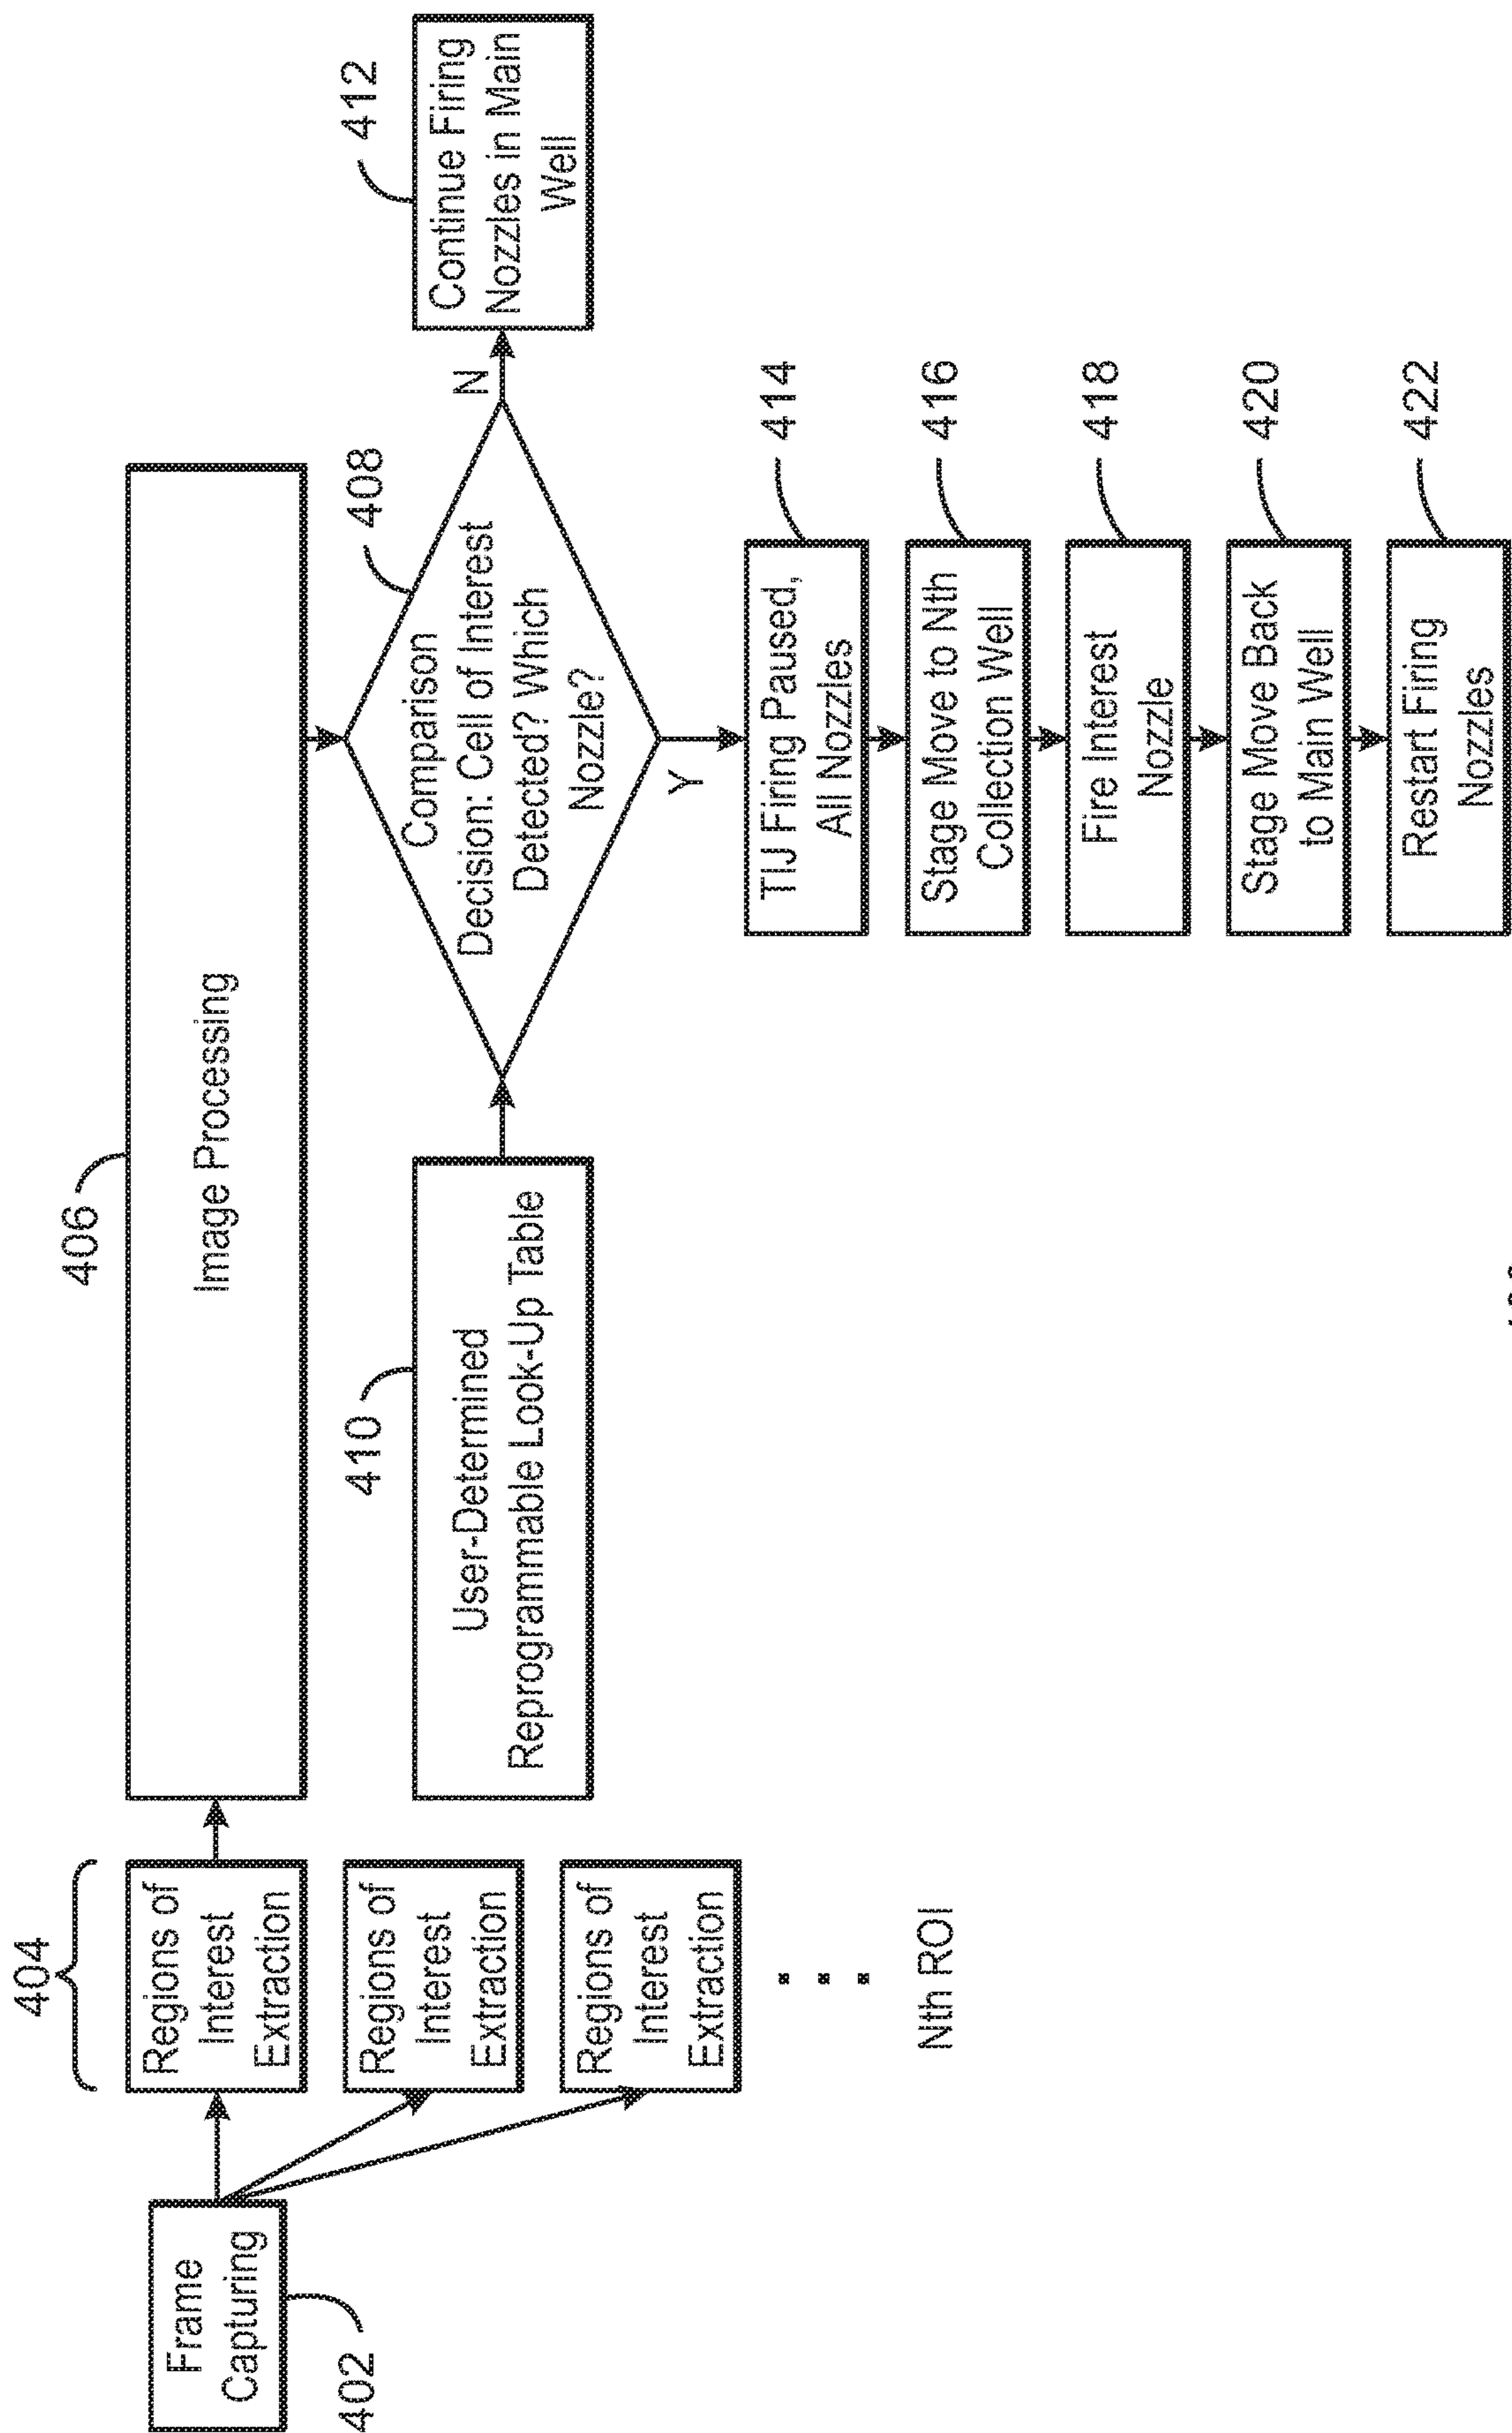 404
406
Frame
Capturing
402
Regions of
Interest
Extraction
Regions of
Interest
Extraction
Regions of
Interest
Extraction
Nth ROI
Image Processing
410
User-Determined
Reprogrammable Look-Up Table
408
Comparison
Decision: Cell of Interest
Detected? Which
Nozzle?
N
412
Continue Firing
Nozzles in Main
Well
Y
TIJ Firing Paused,
All Nozzles
414
Stage Move to Nth
Collection Well
416
Fire Interest
Nozzle
418
Stage Move Back
to Main Well
420
Restart Firing
Nozzles
422